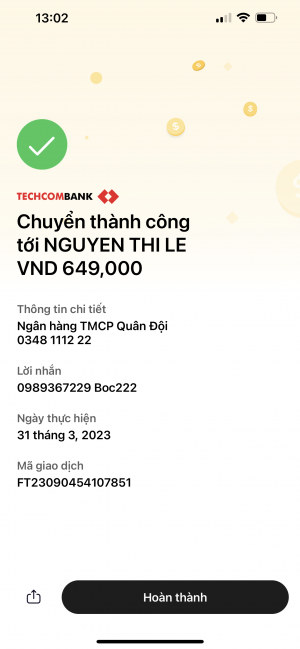 13:02
TECHCOMBANK
Chuyển thành công
tới NGUYEN THI LE
VND 649,000
Thông tin chi tiết
Ngân hàng TMCP Quân Đội
0348 1112 22
Lời nhắn
0989367229 Boc222
Ngày thực hiện
31 tháng 3, 2023
Mã giao dịch
FT23090454107851
Hoàn thành